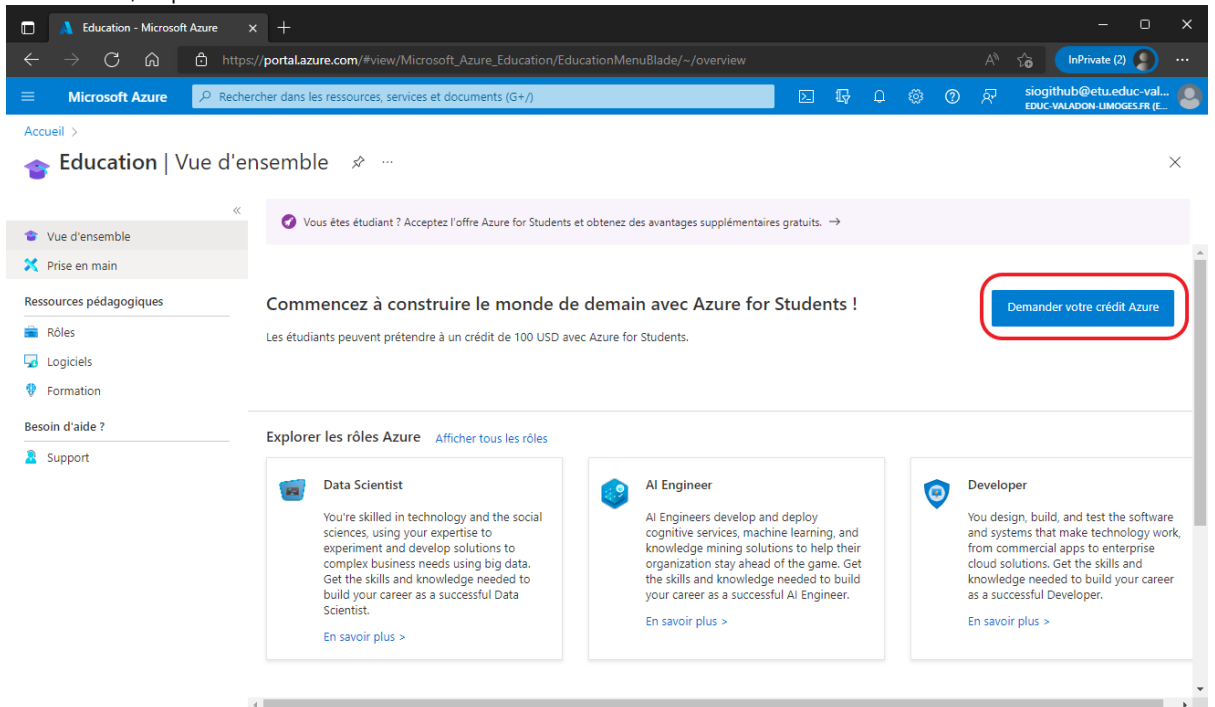 Education - Microsoft Azure
https://portal.azure.com/#view/Microsoft_Azure_Education/EducationMenuBlade/~/overview
InPrivate (2)
Microsoft Azure
Rechercher dans les ressources, services et documents (G+/)
siogithub@etu.educ-val...
EDUC-VALADON-LIMOGES.FR (E...
Accueil >
Education | Vue d'ensemble
Vous êtes étudiant ? Acceptez l'offre Azure for Students et obtenez des avantages supplémentaires gratuits. →
Vue d'ensemble
Prise en main
Ressources pédagogiques
Rôles
Logiciels
Formation
Besoin d'aide ?
Support
Commencez à construire le monde de demain avec Azure for Students !
Demander votre crédit Azure
Les étudiants peuvent prétendre à un crédit de 100 USD avec Azure for Students.
Explorer les rôles Azure Afficher tous les rôles
Data Scientist
You're skilled in technology and the social
sciences, using your expertise to
experiment and develop solutions to
complex business needs using big data.
Get the skills and knowledge needed to
build your career as a successful Data
Scientist.
En savoir plus >
AI Engineer
AI Engineers develop and deploy
cognitive services, machine learning, and
knowledge mining solutions to help their
organization stay ahead of the game. Get
the skills and knowledge needed to build
your career as a successful AI Engineer.
En savoir plus >
Developer
You design, build, and test the software
and systems that make technology work,
from commercial apps to enterprise
cloud solutions. Get the skills and
knowledge needed to build your career
as a successful Developer.
En savoir plus >